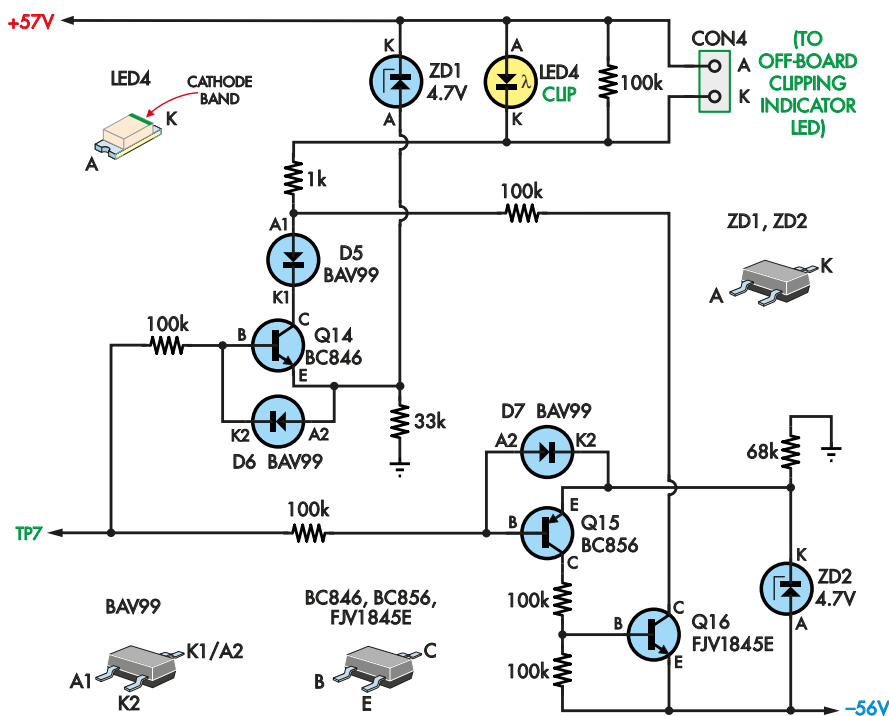 +57V
K
ZD1
4.7V
A
A
LED4
λ
CLIP
K
100k
CON4
A
K
(TO
OFF-BOARD
CLIPPING
INDICATOR
LED)
LED4
CATHODE
BAND
K
A
1k
100k
A1
D5
BAV99
K1
ZD1, ZD2
K
A
100k
B
C
Q14
BC846
E
K2
A2
D6 BAV99
33k
D7 BAV99
A2
K2
68k
TP7
100k
B
E
Q15
BC856
C
100k
100k
B
C
Q16
FJV1845E
E
K
ZD2
4.7V
A
BAV99
K1/A2
A1
K2
BC846, BC856,
FJV1845E
C
B
E
–56V